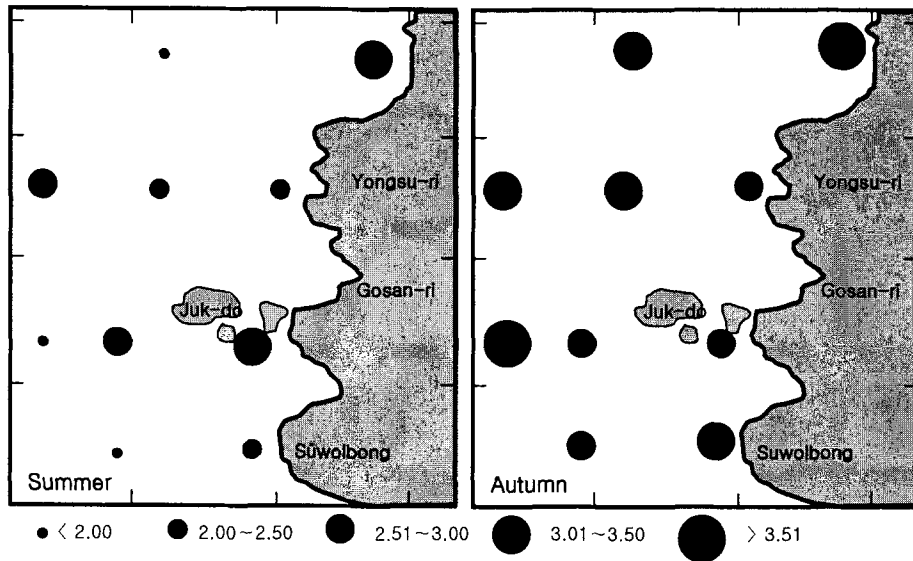 Yongsu-ri
Gosan-ri
Juk-do
Suwolbong
Summer
Yongsu-ri
Gosan-ri
Juk-do
Suwolbong
Autumn
< 2.00
2.00~2.50
2.51~3.00
3.01~3.50
> 3.51